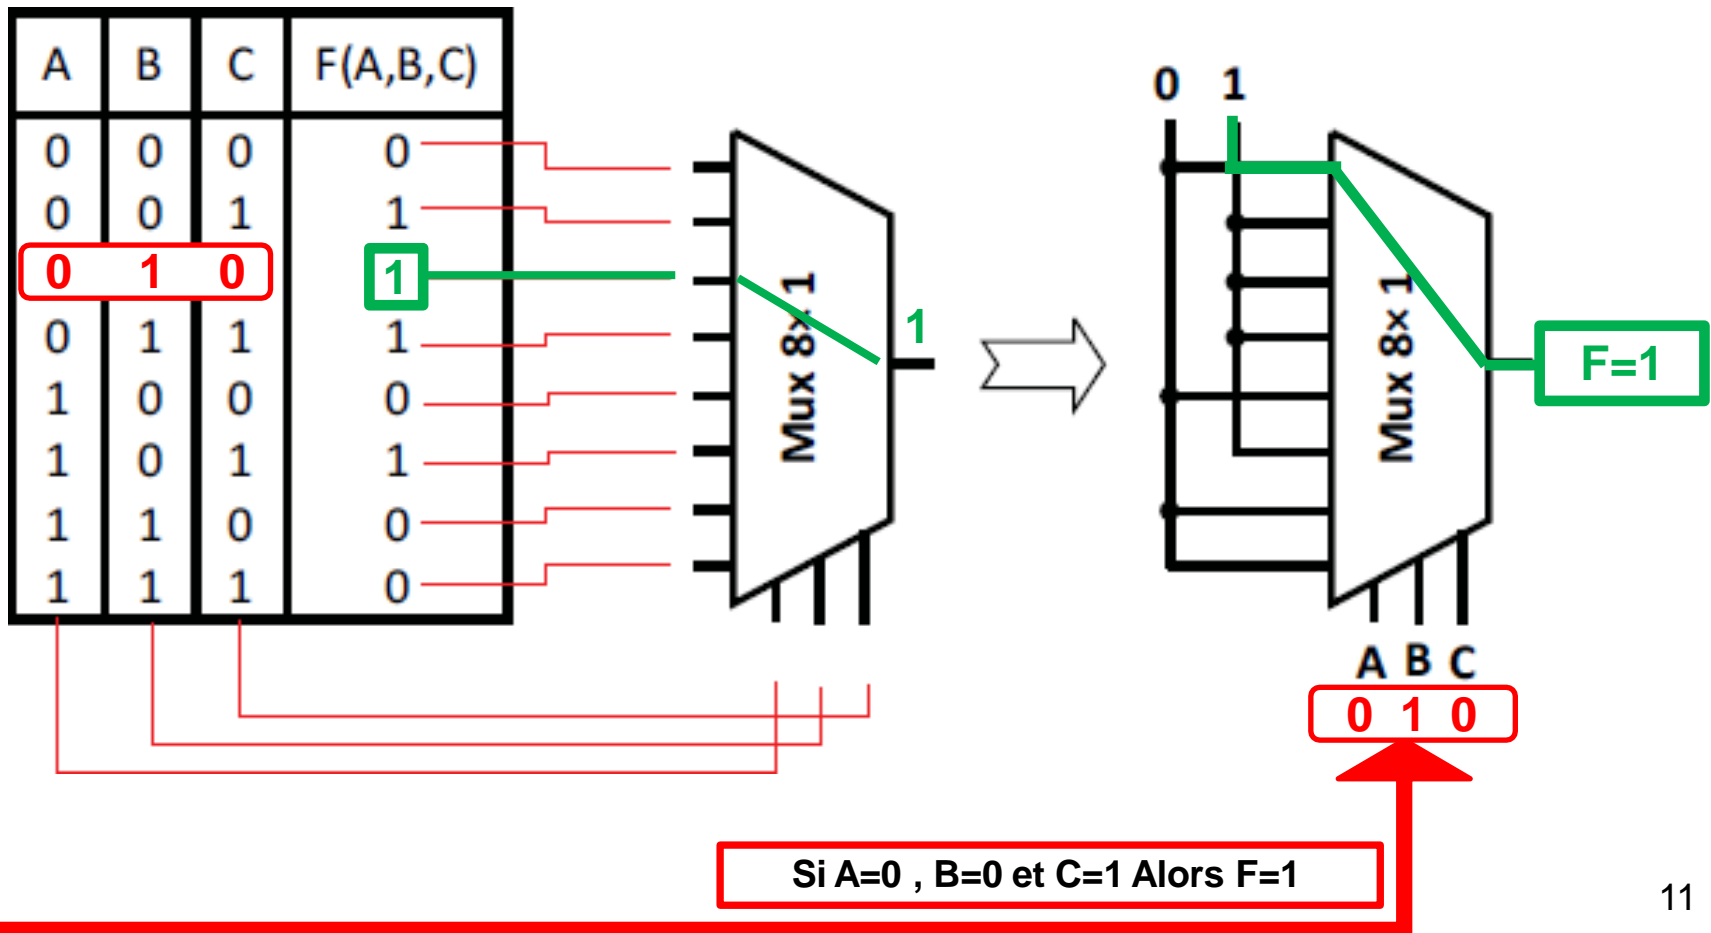 A B C F(A,B,C)
0 0 0 0
0 0 1 1
0 1 0 1
0 1 1 1
1 0 0 0
1 0 1 1
1 1 0 0
1 1 1 0
Mux 8×1
1
0 1
Mux 8×1
F=1
A B C
0 1 0
Si A=0 , B=0 et C=1 Alors F=1
11